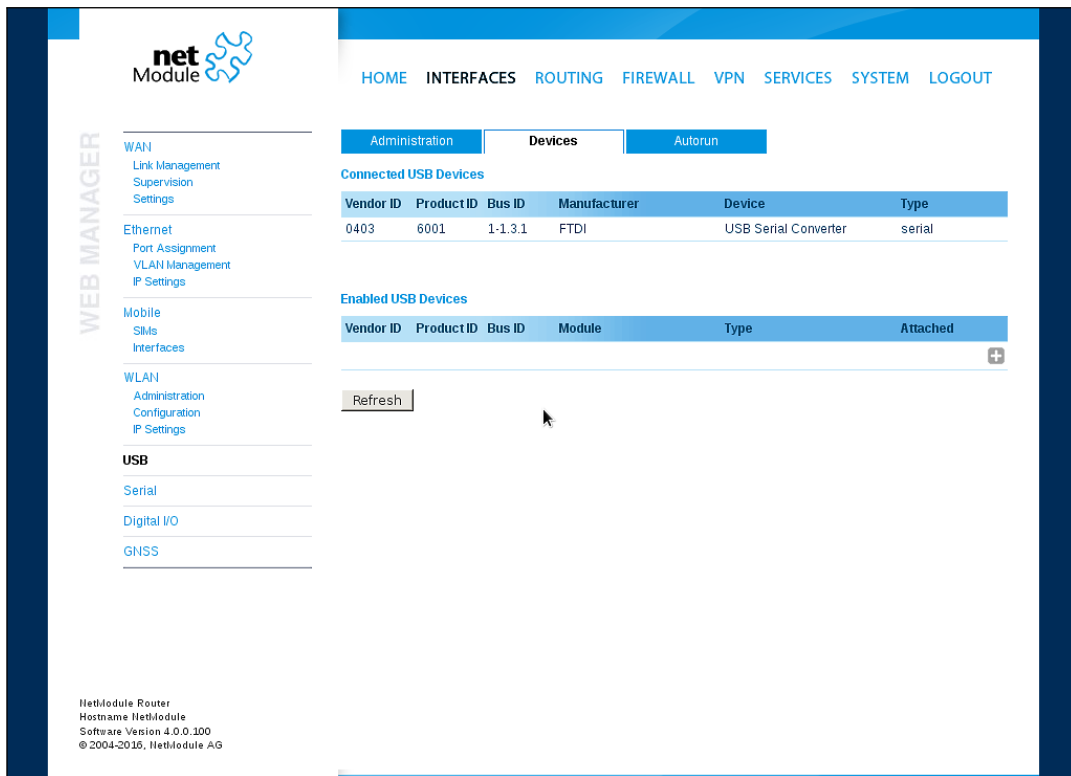 net
Module
HOME INTERFACES ROUTING FIREWALL VPN SERVICES SYSTEM LOGOUT
WEB MANAGER
WAN
Link Management
Supervision
Settings
Ethernet
Port Assignment
VLAN Management
IP Settings
Mobile
SIMs
Interfaces
WLAN
Administration
Configuration
IP Settings
USB
Serial
Digital I/O
GNSS
Administration Devices Autorun
Connected USB Devices
Vendor ID Product ID Bus ID Manufacturer Device Type
0403 6001 1-1.3.1 FTDI USB Serial Converter serial
Enabled USB Devices
Vendor ID Product ID Bus ID Module Type Attached
Refresh
NetModule Router
Hostname NetModule
Software Version 4.0.0.100
© 2004-2016, NetModule AG